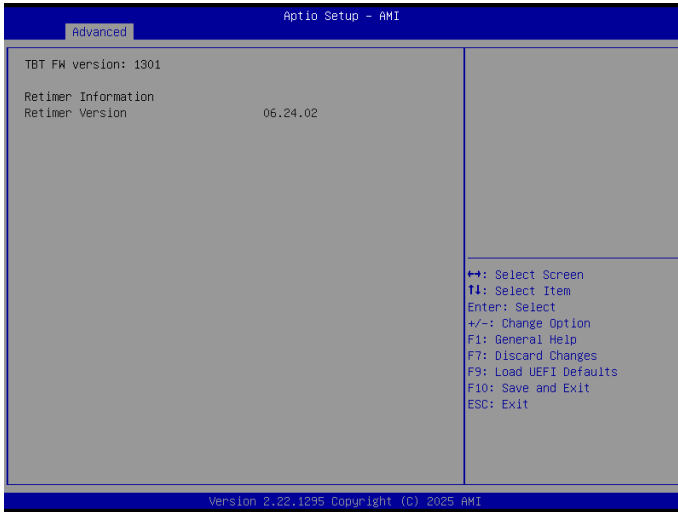 Aptio Setup – AMI
Advanced
TBT FW version: 1301
Retimer Information
Retimer Version 06.24.02
↔: Select Screen
↑↓: Select Item
Enter: Select
+/-: Change Option
F1: General Help
F7: Discard Changes
F9: Load UEFI Defaults
F10: Save and Exit
ESC: Exit
Version 2.22.1295 Copyright (C) 2025 AMI